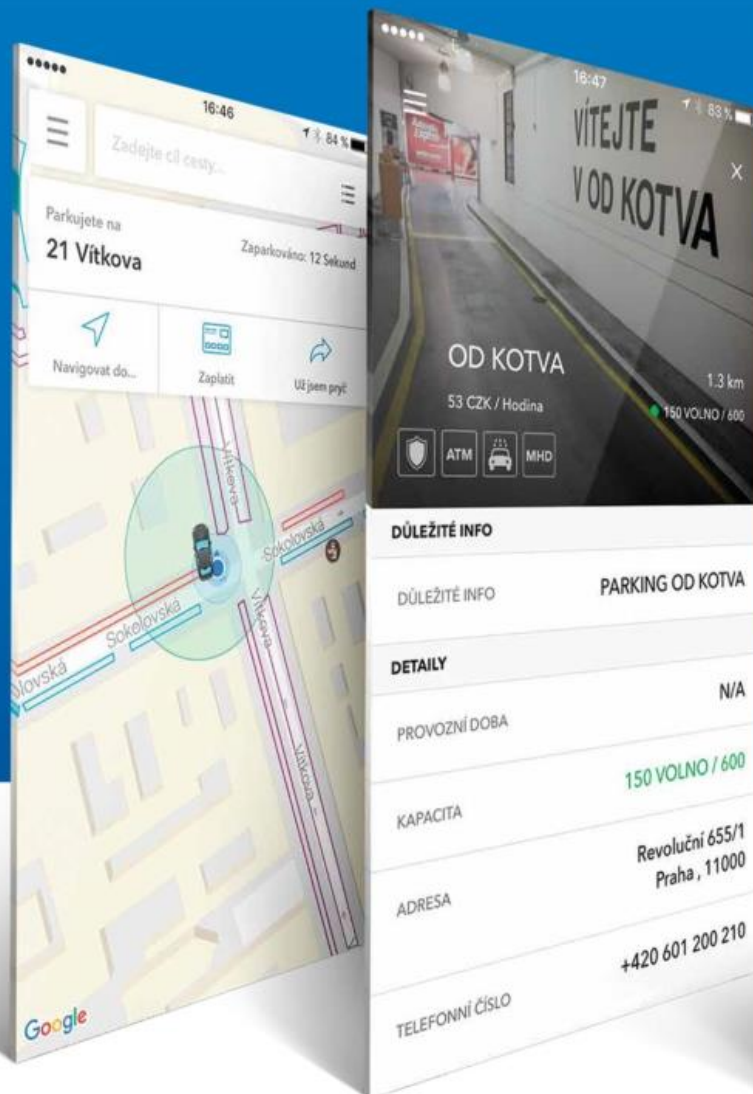 16:46
84 %
Zadejte cíl cesty...
Parkujete na
21 Vítkova
Zaparkováno: 12 Sekund
Navigovat do...
Zaplatit
Už jsem pryč
Vítkova
Sokolovská
Sokolovská
Vítkova
lovská
Vítkova
Google
16:47
83 %
VÍTEJTE
V OD KOTVA
X
OD KOTVA
1.3 km
53 CZK / Hodina
150 VOLNO / 600
ATM
MHD
DŮLEŽITÉ INFO
DŮLEŽITÉ INFO
PARKING OD KOTVA
DETAILY
PROVOZNÍ DOBA
N/A
KAPACITA
150 VOLNO / 600
ADRESA
Revoluční 655/1
Praha , 11000
TELEFONNÍ ČÍSLO
+420 601 200 210